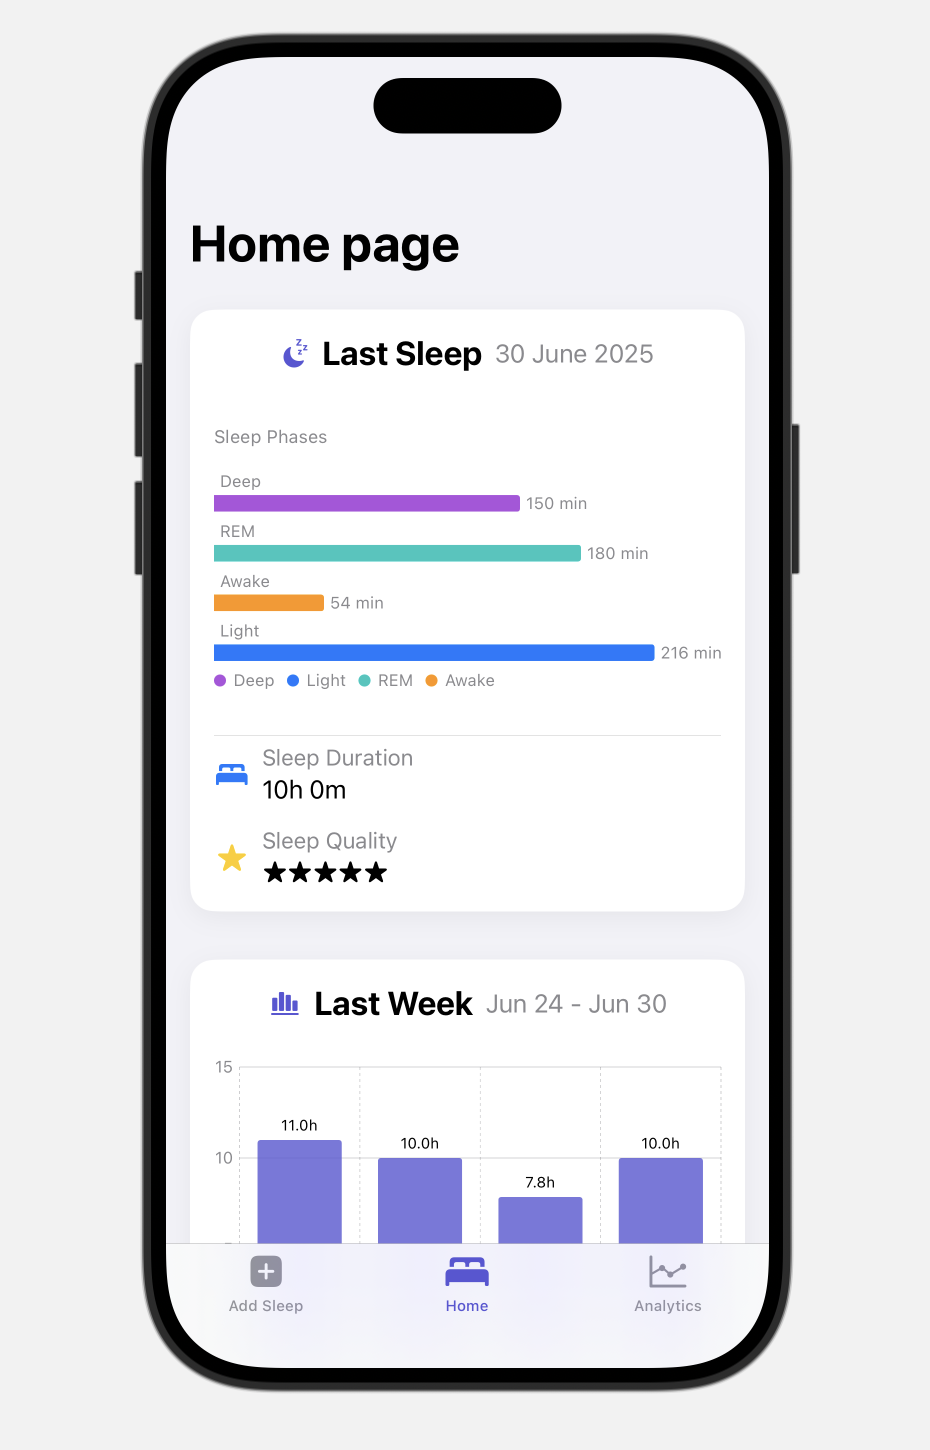 Home page
Last Sleep 30 June 2025
Sleep Phases
Deep
150 min
REM
180 min
Awake
54 min
Light
216 min
Deep Light REM Awake
Sleep Duration
10h 0m
Sleep Quality
★★★★★
Last Week Jun 24 - Jun 30
15
11.0h
10.0h
10.0h
10
7.8h
Add Sleep Home Analytics